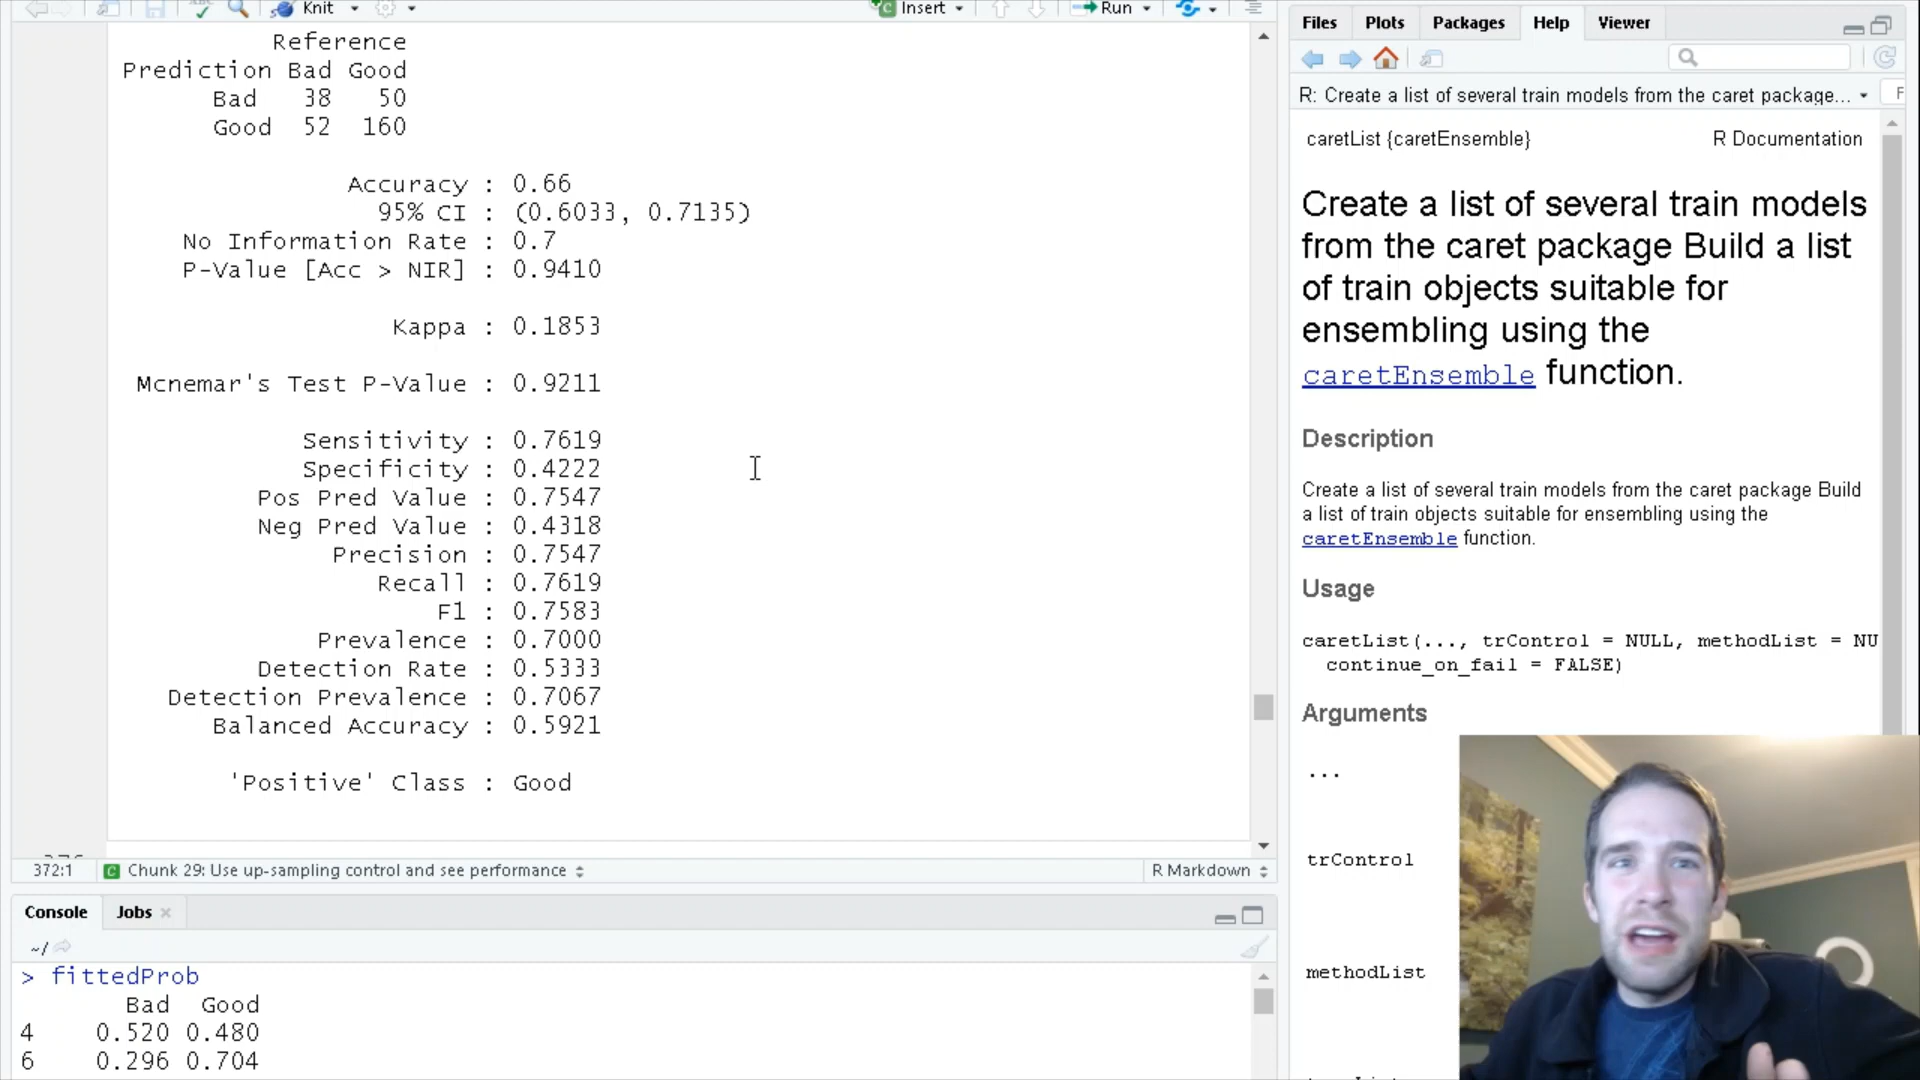 Knit
Insert
Run
Reference
Prediction Bad Good
Bad 38 50
Good 52 160
Accuracy : 0.66
95% CI : (0.6033, 0.7135)
No Information Rate : 0.7
P-Value [Acc > NIR] : 0.9410
Kappa : 0.1853
Mcnemar's Test P-Value : 0.9211
Sensitivity : 0.7619
Specificity : 0.4222
Pos Pred Value : 0.7547
Neg Pred Value : 0.4318
Precision : 0.7547
Recall : 0.7619
F1 : 0.7583
Prevalence : 0.7000
Detection Rate : 0.5333
Detection Prevalence : 0.7067
Balanced Accuracy : 0.5921
'Positive' Class : Good
372:1 Chunk 29: Use up-sampling control and see performance R Markdown
Console Jobs
~/
> fittedProb
Bad Good
4 0.520 0.480
6 0.296 0.704
Files Plots Packages Help Viewer
R: Create a list of several train models from the caret package...
caretList {caretEnsemble} R Documentation
Create a list of several train models
from the caret package Build a list
of train objects suitable for
ensembling using the
caretEnsemble function.
Description
Create a list of several train models from the caret package Build
a list of train objects suitable for ensembling using the
caretEnsemble function.
Usage
caretList(..., trControl = NULL, methodList = NU
continue_on_fail = FALSE)
Arguments
...
trControl
methodList